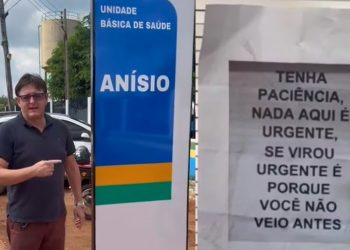 UNIDADE
BÁSICA DE SAÚDE
ANÍSIO
TENHA
PACIÊNCIA,
NADA AQUI É
URGENTE,
SE VIROU
URGENTE É
PORQUE
VOCÊ NÃO
VEIO ANTES